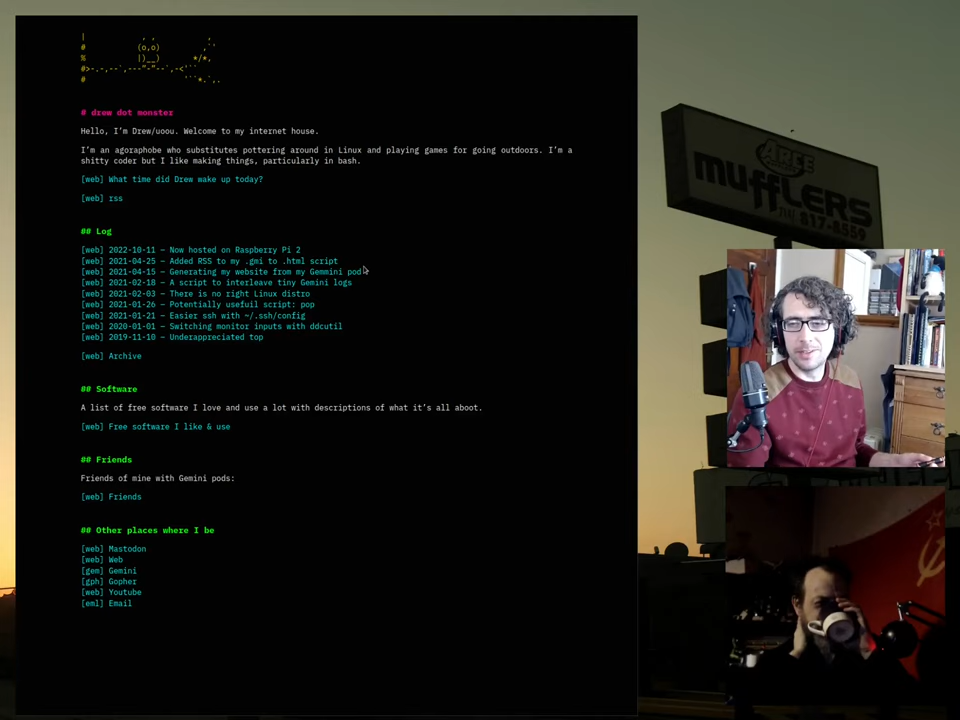 |            , ,           ,
#           (o,o)         ,`'
%           |)__)       */*,
#>-.-,--`,---"-"--`,-<'``
#                     '``*.`,.
# drew dot monster
Hello, I’m Drew/uoou. Welcome to my internet house.
I’m an agoraphobe who substitutes pottering around in Linux and playing games for going outdoors. I’m a
shitty coder but I like making things, particularly in bash.
[web] What time did Drew wake up today?
[web] rss
## Log
[web] 2022-10-11 – Now hosted on Raspberry Pi 2
[web] 2021-04-25 – Added RSS to my .gmi to .html script
[web] 2021-04-15 – Generating my website from my Gemmini pod
[web] 2021-02-18 – A script to interleave tiny Gemini logs
[web] 2021-02-03 – There is no right Linux distro
[web] 2021-01-26 – Potentially usefuil script: pop
[web] 2021-01-21 – Easier ssh with ~/.ssh/config
[web] 2020-01-01 – Switching monitor inputs with ddcutil
[web] 2019-11-10 – Underappreciated top
[web] Archive
## Software
A list of free software I love and use a lot with descriptions of what it’s all aboot.
[web] Free software I like & use
## Friends
Friends of mine with Gemini pods:
[web] Friends
## Other places where I be
[web] Mastodon
[web] Web
[gem] Gemini
[gph] Gopher
[web] Youtube
[eml] Email
muffLERS
817-8559